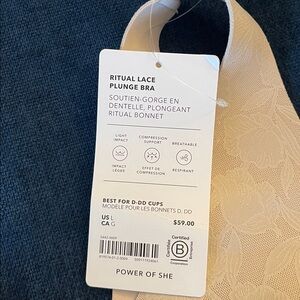 RITUAL LACE
PLUNGE BRA
SOUTIEN-GORGE EN
DENTELLE, PLONGEANT
RITUAL BONNET
LIGHT
IMPACT
COMPRESSION
SUPPORT
BREATHABLE
IMPACT
LÉGER
EFFET DE
COMPRESSION
RESPIRANT
BEST FOR D-DD CUPS
MODÈLE POUR LES BONNETS D, DD
US L
CA G
$59.00
Certified
B
Corporation
POWER OF SHE